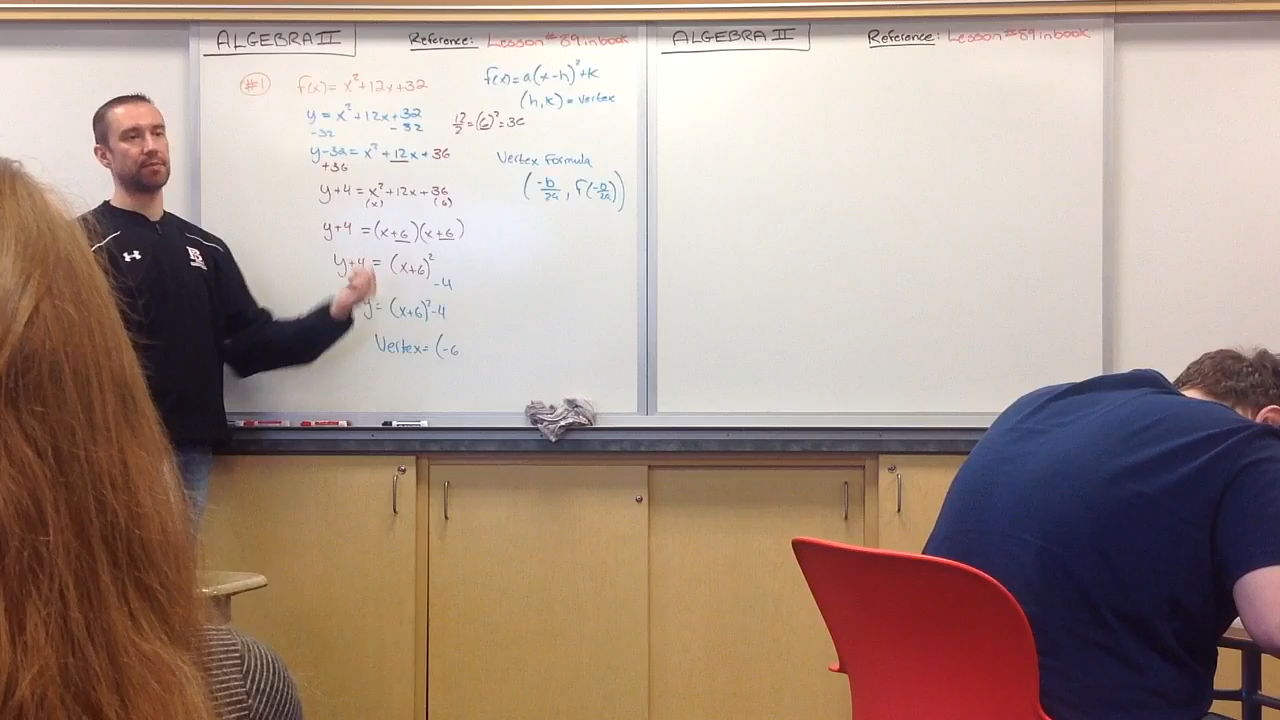 ALGEBRA II
Reference: Lesson #89 in book
#1
f(x) = x²+12x+32
y = x²+12x+32
-32 -32
y-32 = x²+12x+36
+36
y+4 = x²+12x+36
(x) (6)
y+4 =(x+6)(x+6)
y+4 = (x+6)²
-4
y= (x+6)²-4
Vertex= (-6
f(x) = a(x-h)²+k
(h,k) = Vertex
12/2 = (6)² = 36
Vertex Formula
(-b/2a, f(-b/2a))
ALGEBRA II
Reference: Lesson #89 in book